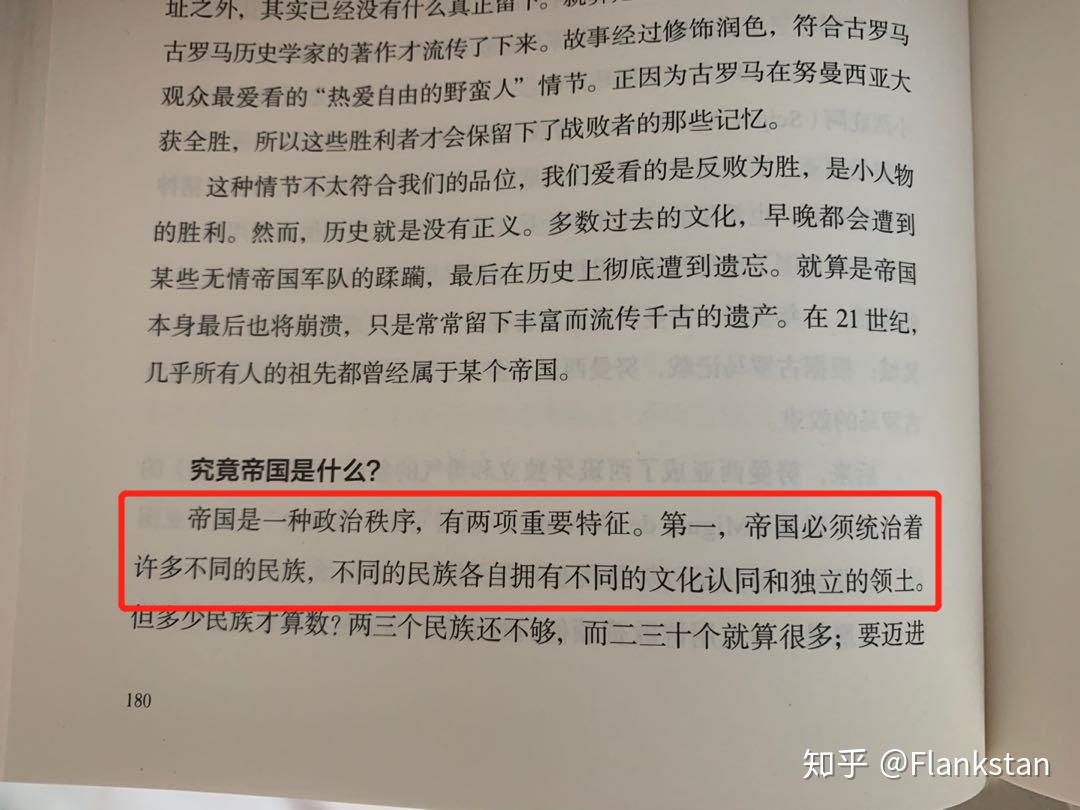 址之外，其实已经没有什么真正留下。就算是
古罗马历史学家的著作才流传了下来。故事经过修饰润色，符合古罗马
观众最爱看的“热爱自由的野蛮人”情节。正因为古罗马在努曼西亚大
获全胜，所以这些胜利者才会保留下了战败者的那些记忆。
这种情节不太符合我们的品位，我们爱看的是反败为胜，是小人物
的胜利。然而，历史就是没有正义。多数过去的文化，早晚都会遭到
某些无情帝国军队的蹂躏，最后在历史上彻底遭到遗忘。就算是帝国
本身最后也将崩溃，只是常常留下丰富而流传千古的遗产。在 21 世纪，
几乎所有人的祖先都曾经属于某个帝国。
究竟帝国是什么？
帝国是一种政治秩序，有两项重要特征。第一，帝国必须统治着
许多不同的民族，不同的民族各自拥有不同的文化认同和独立的领土。
但多少民族才算数？两三个民族还不够，而二三十个就算很多；要迈进
180
知乎 @Flankstan